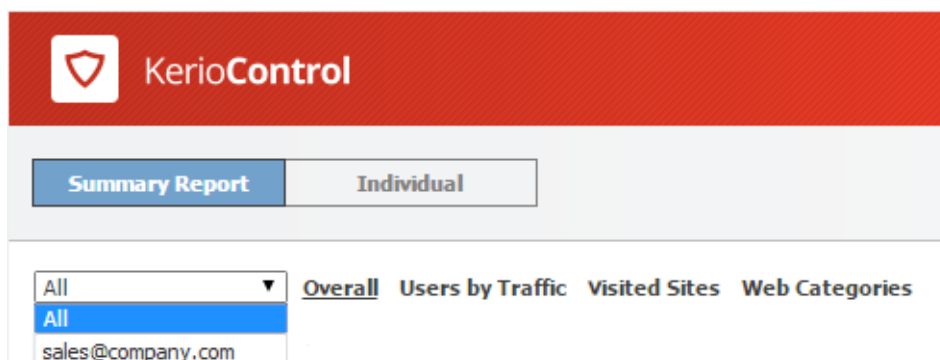 KerioControl
Summary Report Individual
All Overall Users by Traffic Visited Sites Web Categories
All
sales@company.com